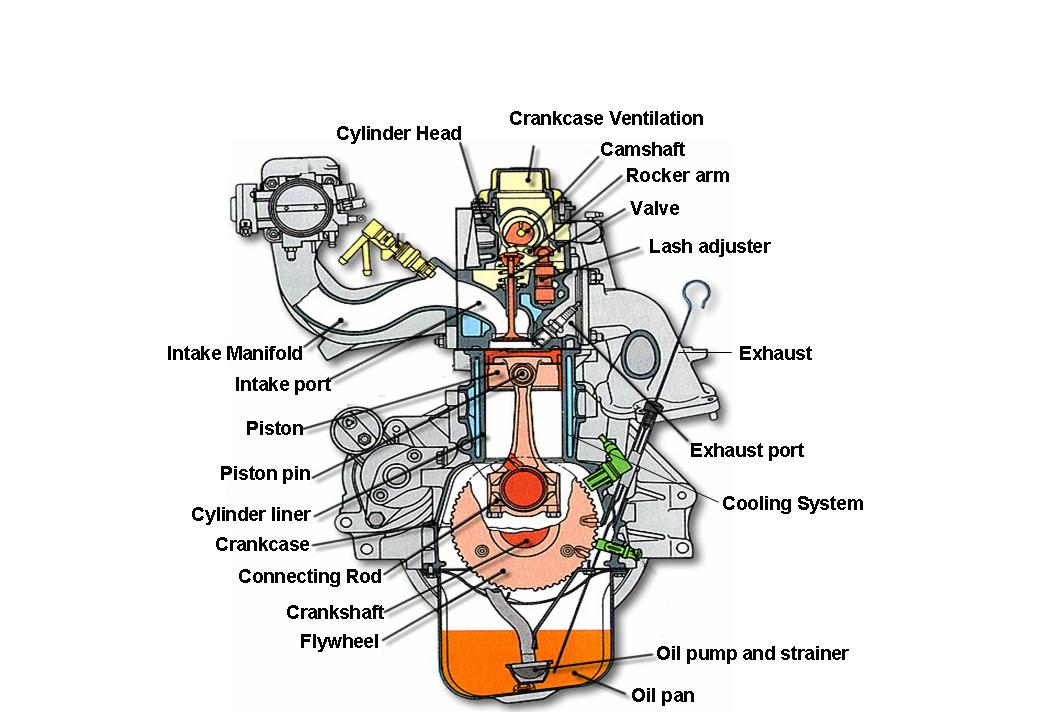 Crankcase Ventilation
Cylinder Head
Camshaft
Rocker arm
Valve
Lash adjuster
Intake Manifold
Exhaust
Intake port
Piston
Exhaust port
Piston pin
Cooling System
Cylinder liner
Crankcase
Connecting Rod
Crankshaft
Flywheel
Oil pump and strainer
Oil pan